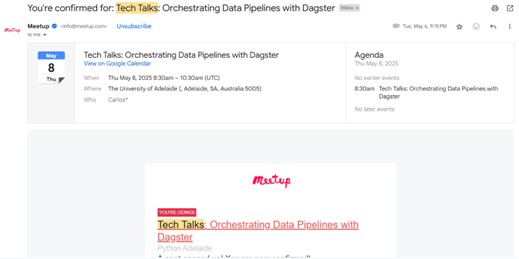 You're confirmed for: Tech Talks: Orchestrating Data Pipelines with Dagster Inbox ×
Meetup <info@meetup.com> Unsubscribe
Tue, May 6, 9:15 PM
to me
meetup
May
8
Thu
Tech Talks: Orchestrating Data Pipelines with Dagster
View on Google Calendar
When Thu May 8, 2025 8:30am – 10:30am (UTC)
Where The University of Adelaide (, Adelaide, SA, Australia 5005)
Who Carlos*
Agenda
Thu May 8, 2025
No earlier events
8:30am Tech Talks: Orchestrating Data Pipelines with
Dagster
No later events
meetup
YOU'RE GOING!
Tech Talks: Orchestrating Data Pipelines with
Dagster
Python Adelaide